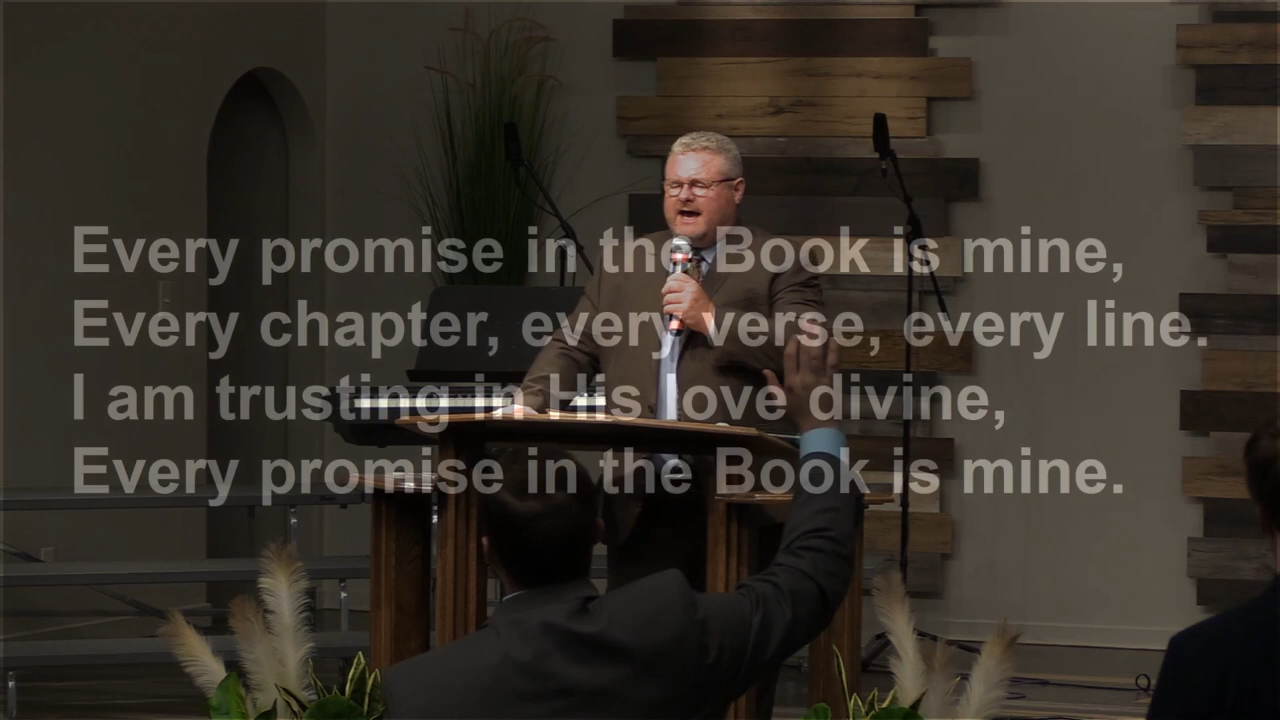 Every promise in the Book is mine,
Every chapter, every verse, every line.
I am trusting in His love divine,
Every promise in the Book is mine.